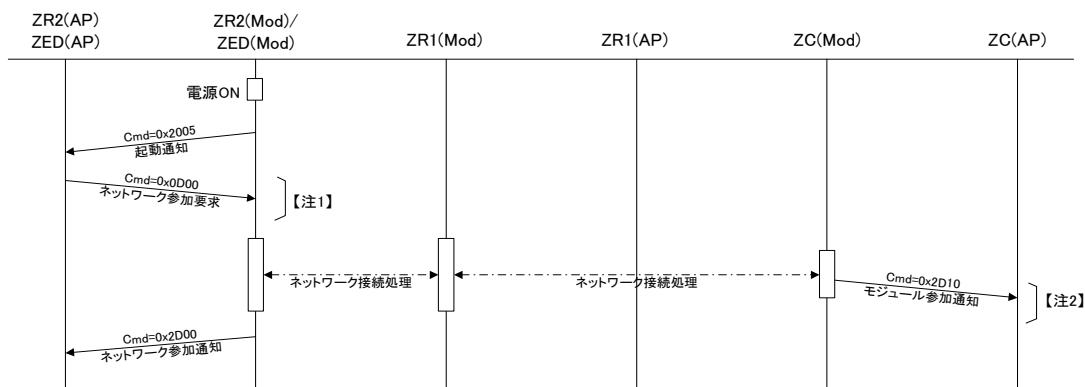 ZR2(AP)
ZED(AP)
ZR2(Mod)/
ZED(Mod)
ZR1(Mod)
ZR1(AP)
ZC(Mod)
ZC(AP)
電源ON
Cmd=0x2005
起動通知
Cmd=0x0D00
ネットワーク参加要求
【注1】
ネットワーク接続処理
ネットワーク接続処理
Cmd=0x2D10
モジュール参加通知
【注2】
Cmd=0x2D00
ネットワーク参加通知